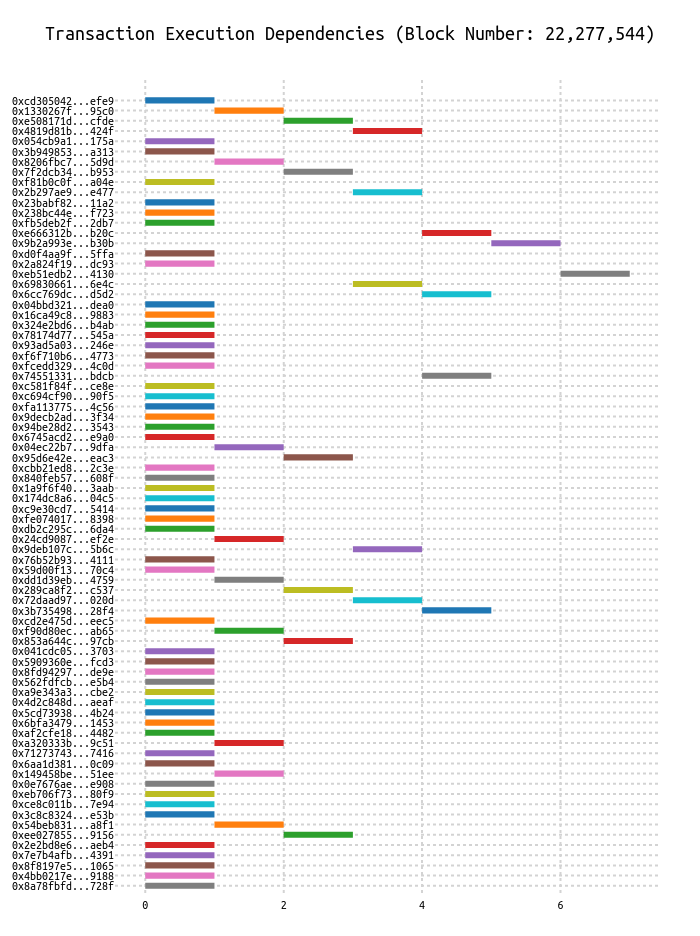 Transaction Execution Dependencies (Block Number: 22,277,544)
0xcd305042...efe9
0x1330267f...95c0
0xe508171d...cfde
0x4819d81b...424f
0x054cb9a1...175a
0x3b949853...a313
0x8206fbc7...5d9d
0x7f2dcb34...b953
0xf81b0c0f...a04e
0x2b297ae9...e477
0x23babf82...11a2
0x238bc44e...f723
0xfb5deb2f...2db7
0xe666312b...b20c
0x9b2a993e...b30b
0xd0f4aa9f...5ffa
0x2a824f19...dc93
0xeb51edb2...4130
0x69830661...6e4c
0x6cc769dc...d5d2
0x04bbd321...dea0
0x16ca49c8...9883
0x324e2bd6...b4ab
0x78174d77...545a
0x93ad5a03...246e
0xf6f710b6...4773
0xfcedd329...4c0d
0x74551331...bdcb
0xc581f84f...ce8e
0xc694cf90...90f5
0xfa113775...4c56
0x9decb2ad...3f34
0x94be28d2...3543
0x6745acd2...e9a0
0x04ec22b7...9dfa
0x95d6e42e...eac3
0xcbb21ed8...2c3e
0x840feb57...608f
0x1a9f6f40...3aab
0x174dc8a6...04c5
0xc9e30cd7...5414
0xfe074017...8398
0xdb2c295c...6da4
0x24cd9087...ef2e
0x9deb107c...5b6c
0x76b52b93...4111
0x59d00f13...70c4
0xdd1d39eb...4759
0x289ca8f2...c537
0x72daad97...020d
0x3b735498...28f4
0xcd2e475d...eec5
0xf90d80ec...ab65
0x853a644c...97cb
0x041cdc05...3703
0x5909360e...fcd3
0x8fd94297...de9e
0x562fdfcb...e5b4
0xa9e343a3...cbe2
0x4d2c848d...aeaf
0x5cd73938...4b24
0x6bfa3479...1453
0xaf2cfe18...4482
0xa320333b...9c51
0x71273743...7416
0x6aa1d381...0c09
0x149458be...51ee
0x0e7676ae...e908
0xeb706f73...80f9
0xce8c011b...7e94
0x3c8c8324...e53b
0x54beb831...a8f1
0xee027855...9156
0x2e2bd8e6...aeb4
0x7e7b4afb...4391
0x8f8197e5...1065
0x4bb0217e...9188
0x8a78fbfd...728f
0 2 4 6